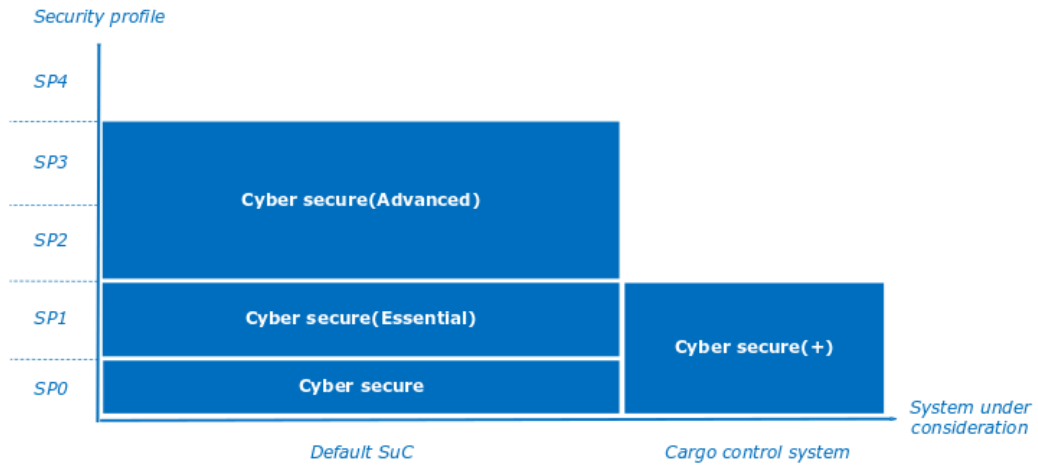 Security profile
SP4
SP3
Cyber secure(Advanced)
SP2
SP1
Cyber secure(Essential)
Cyber secure(+)
Cyber secure
SP0
System under
consideration
Default SuC
Cargo control system